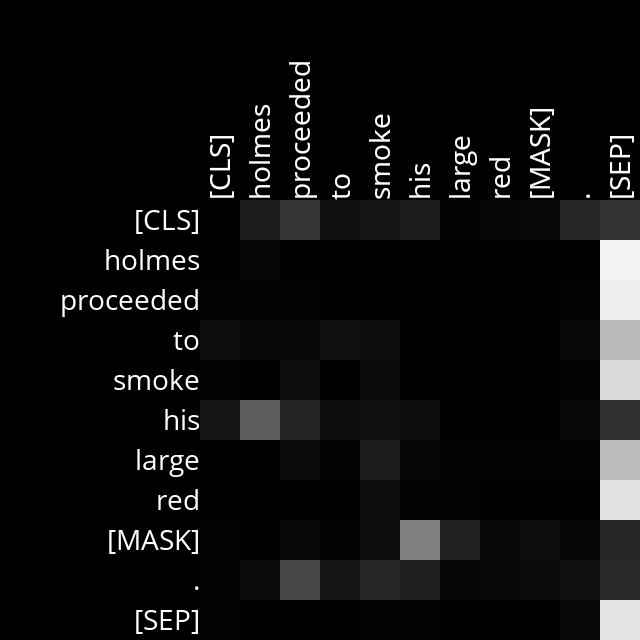 [CLS] holmes proceeded to smoke his large red [MASK] . [SEP]
[CLS]
holmes
proceeded
to
smoke
his
large
red
[MASK]
.
[SEP]